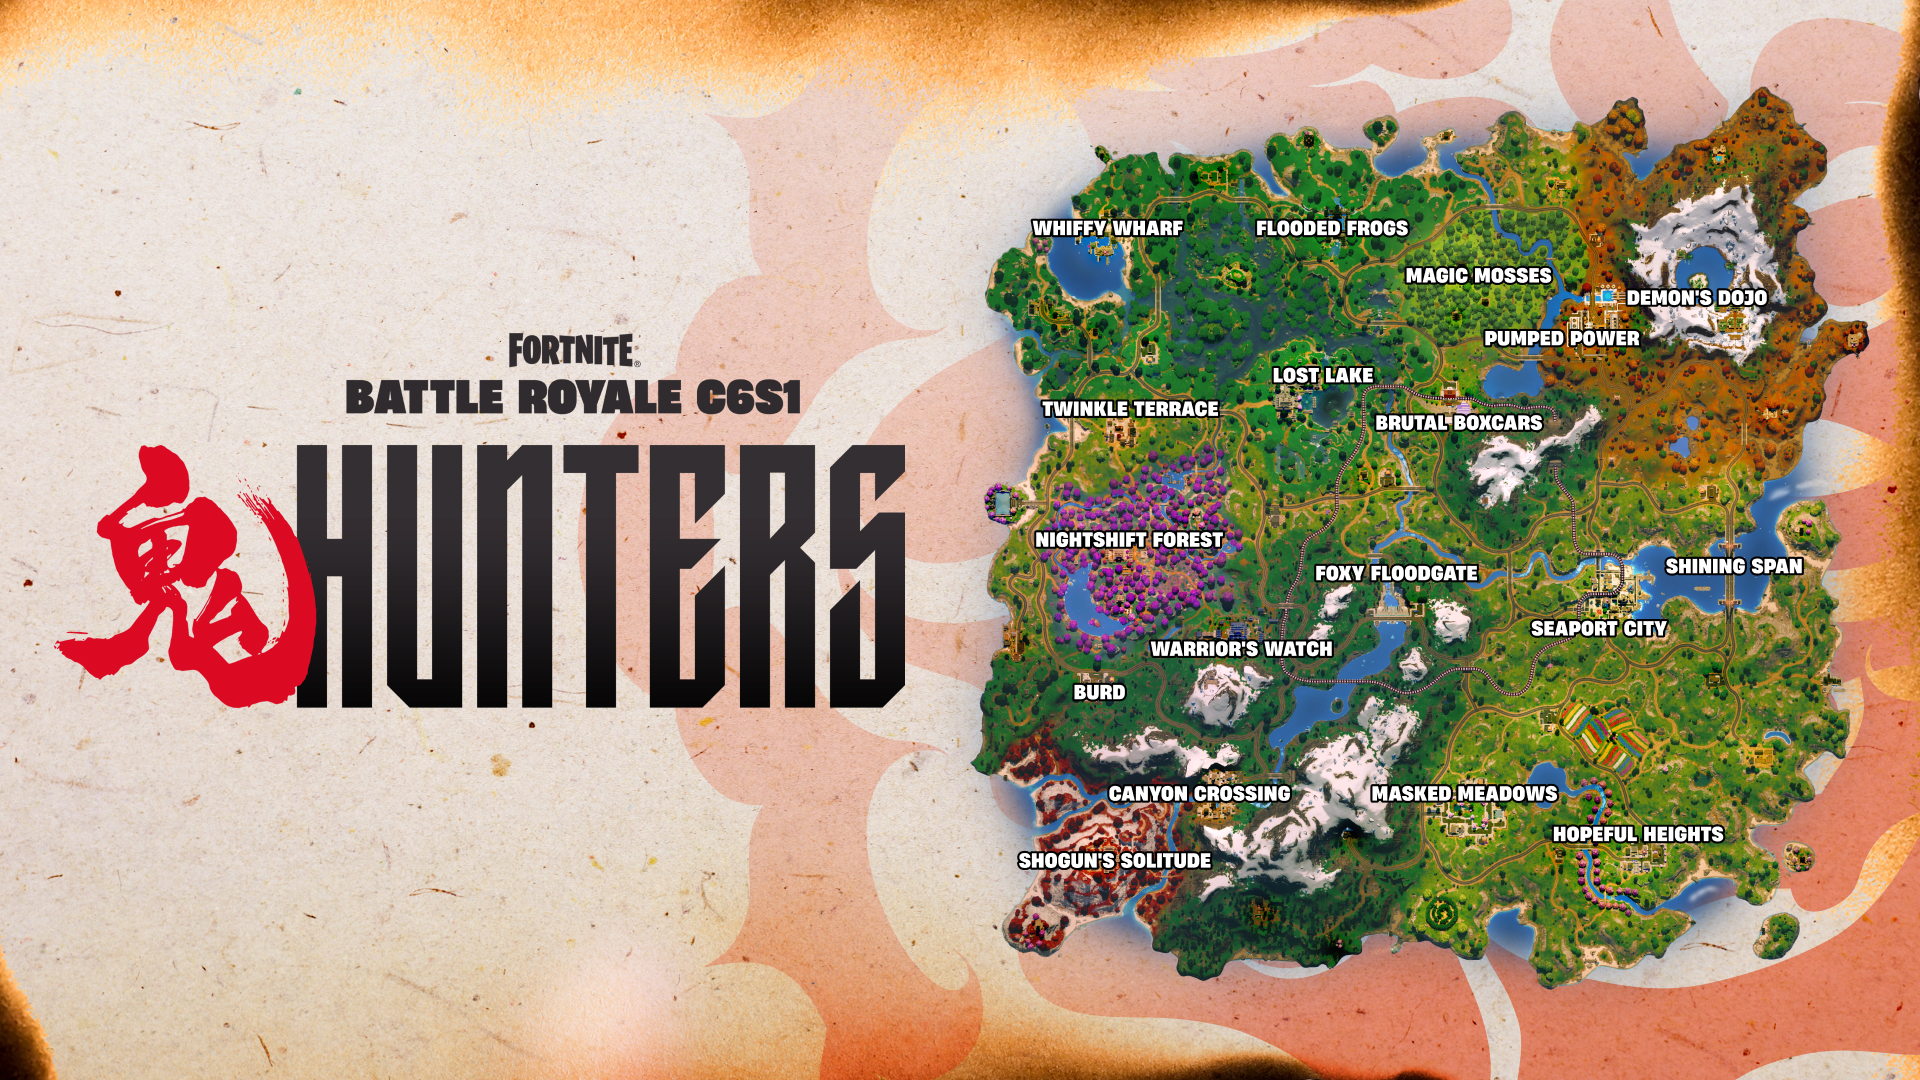 FORTNITE®
BATTLE ROYALE C6S1
鬼 HUNTERS
WHIFFY WHARF
FLOODED FROGS
MAGIC MOSSES
DEMON'S DOJO
PUMPED POWER
LOST LAKE
TWINKLE TERRACE
BRUTAL BOXCARS
NIGHTSHIFT FOREST
SHINING SPAN
FOXY FLOODGATE
SEAPORT CITY
WARRIOR'S WATCH
BURD
CANYON CROSSING
MASKED MEADOWS
HOPEFUL HEIGHTS
SHOGUN'S SOLITUDE